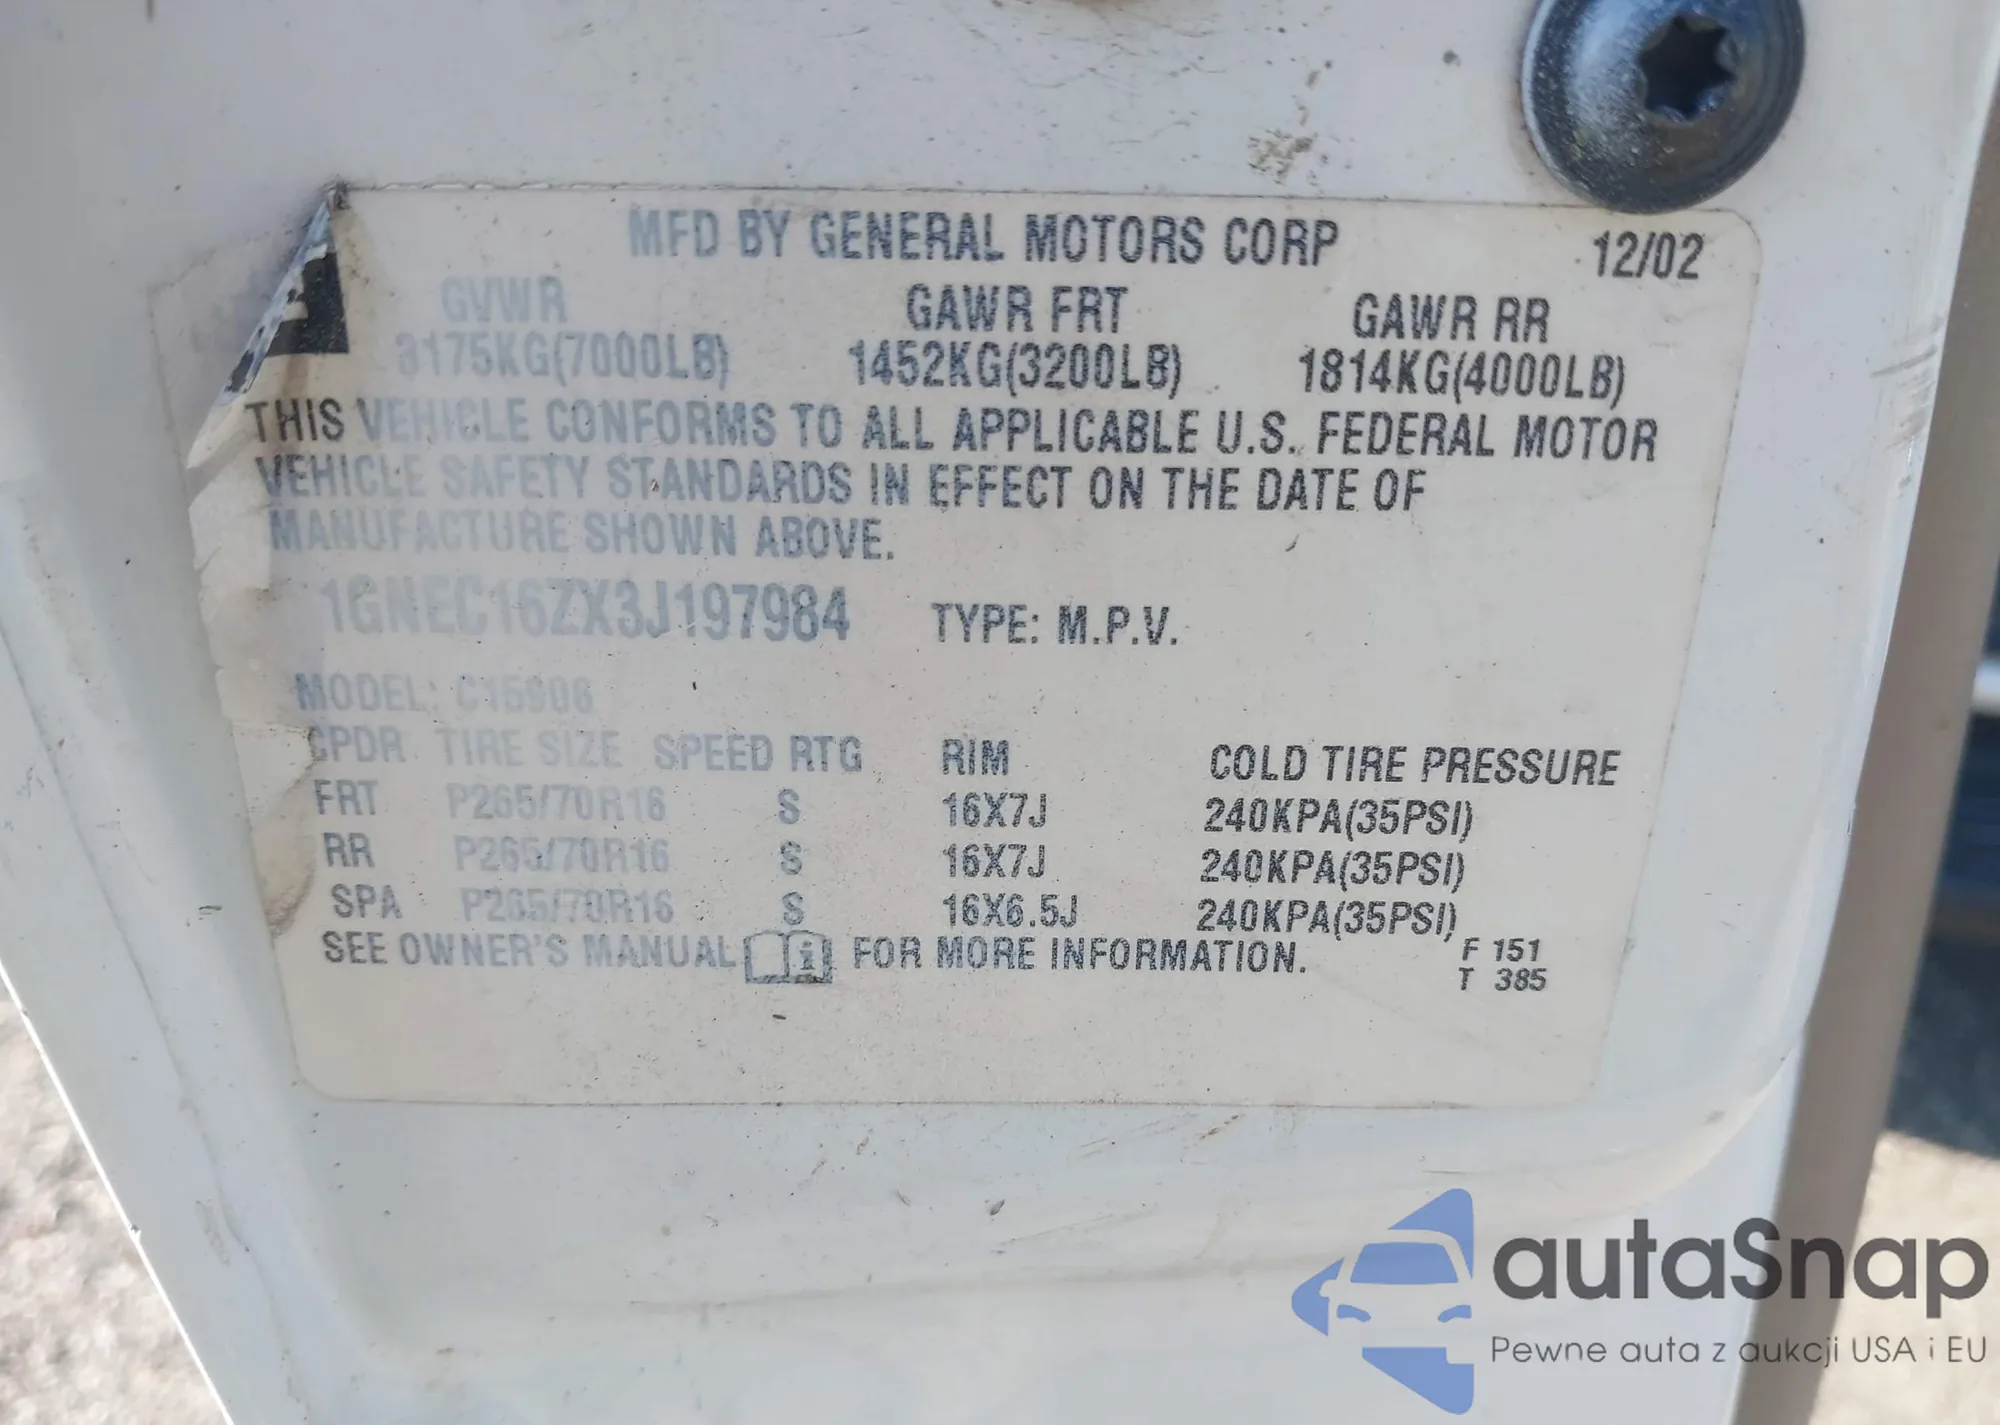 MFD BY GENERAL MOTORS CORP 12/02
GVWR GAWR FRT GAWR RR
3175KG(7000LB) 1452KG(3200LB) 1814KG(4000LB)
THIS VEHICLE CONFORMS TO ALL APPLICABLE U.S. FEDERAL MOTOR
VEHICLE SAFETY STANDARDS IN EFFECT ON THE DATE OF
MANUFACTURE SHOWN ABOVE.
1GNEC16ZX3J197984 TYPE: M.P.V.
MODEL: C15906
CPDR TIRE SIZE SPEED RTG RIM COLD TIRE PRESSURE
FRT P265/70R16 S 16X7J 240KPA(35PSI)
RR P265/70R16 S 16X7J 240KPA(35PSI)
SPA P265/70R16 S 16X6.5J 240KPA(35PSI)
SEE OWNER'S MANUAL i FOR MORE INFORMATION.
F 151
T 385
autaSnap
Pewne auta z aukcji USA i EU